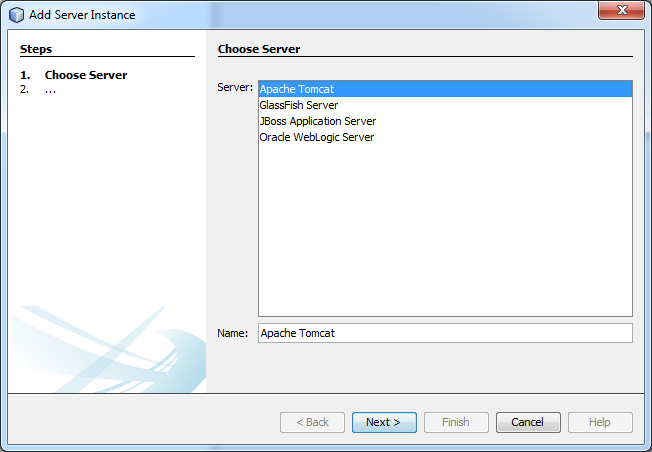 Add Server Instance
Steps
1. Choose Server
2. ...
Choose Server
Server:
Apache Tomcat
GlassFish Server
JBoss Application Server
Oracle WebLogic Server
Name: Apache Tomcat
< Back Next > Finish Cancel Help